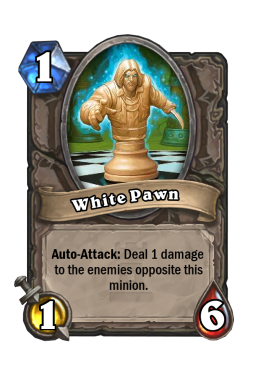 1
White Pawn
Auto-Attack: Deal 1 damage
to the enemies opposite this
minion.
1
6